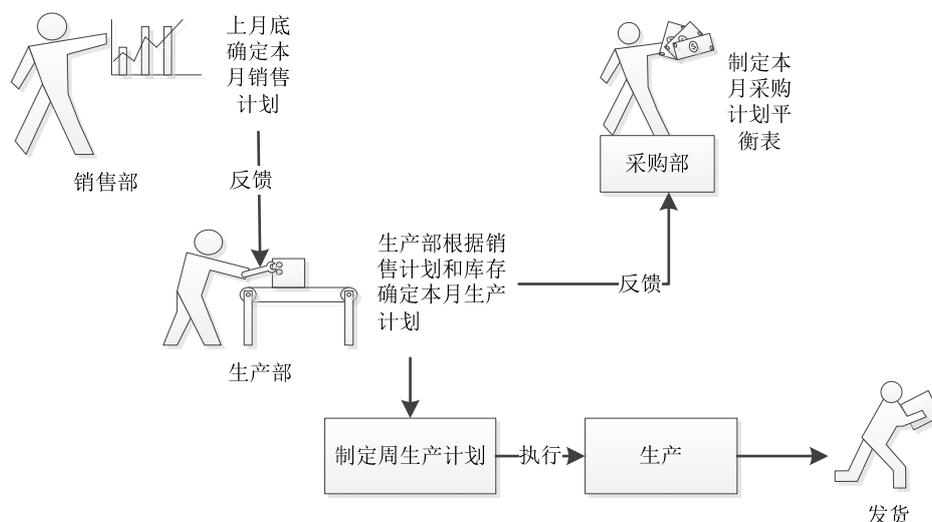 上月底
确定本
月销售
计划
销售部
反馈
制定本
月采购
计划平
衡表
采购部
生产部根据销
售计划和库存
确定本月生产
计划
反馈
生产部
制定周生产计划
执行
生产
发货